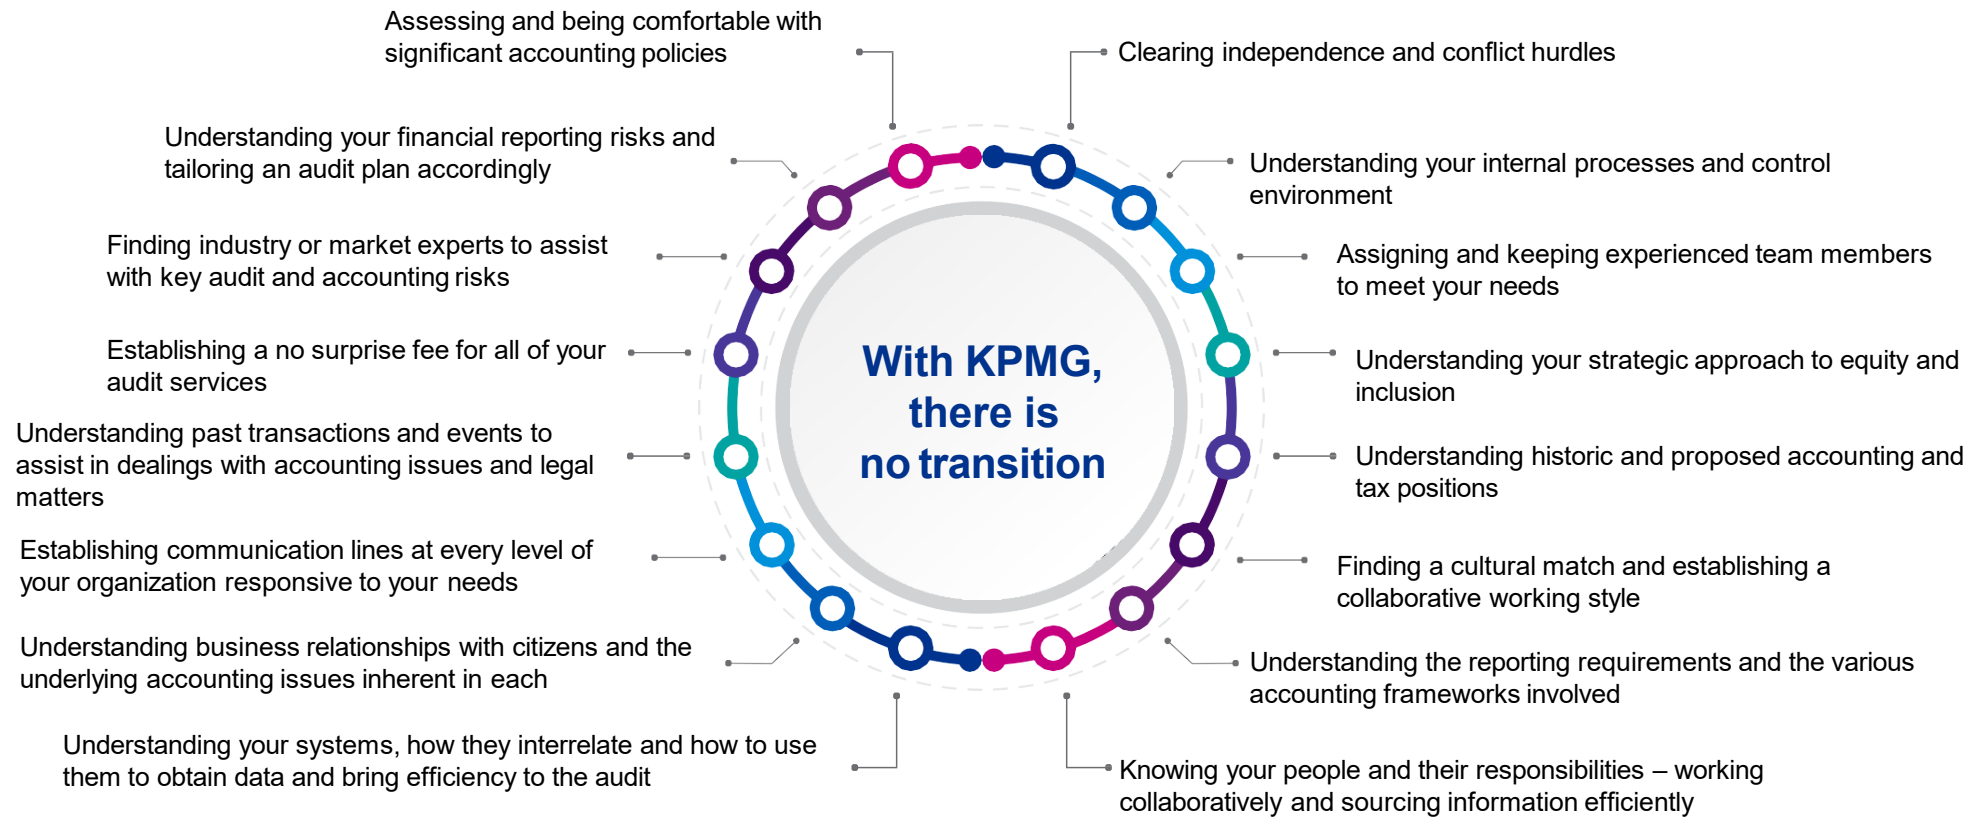 Assessing and being comfortable with
significant accounting policies
Clearing independence and conflict hurdles
Understanding your financial reporting risks and
tailoring an audit plan accordingly
Understanding your internal processes and control
environment
Finding industry or market experts to assist
with key audit and accounting risks
Assigning and keeping experienced team members
to meet your needs
Establishing a no surprise fee for all of your
audit services
Understanding your strategic approach to equity and
inclusion
With KPMG,
there is
no transition
Understanding past transactions and events to
assist in dealings with accounting issues and legal
matters
Understanding historic and proposed accounting and
tax positions
Establishing communication lines at every level of
your organization responsive to your needs
Finding a cultural match and establishing a
collaborative working style
Understanding business relationships with citizens and the
underlying accounting issues inherent in each
Understanding the reporting requirements and the various
accounting frameworks involved
Understanding your systems, how they interrelate and how to use
them to obtain data and bring efficiency to the audit
Knowing your people and their responsibilities – working
collaboratively and sourcing information efficiently